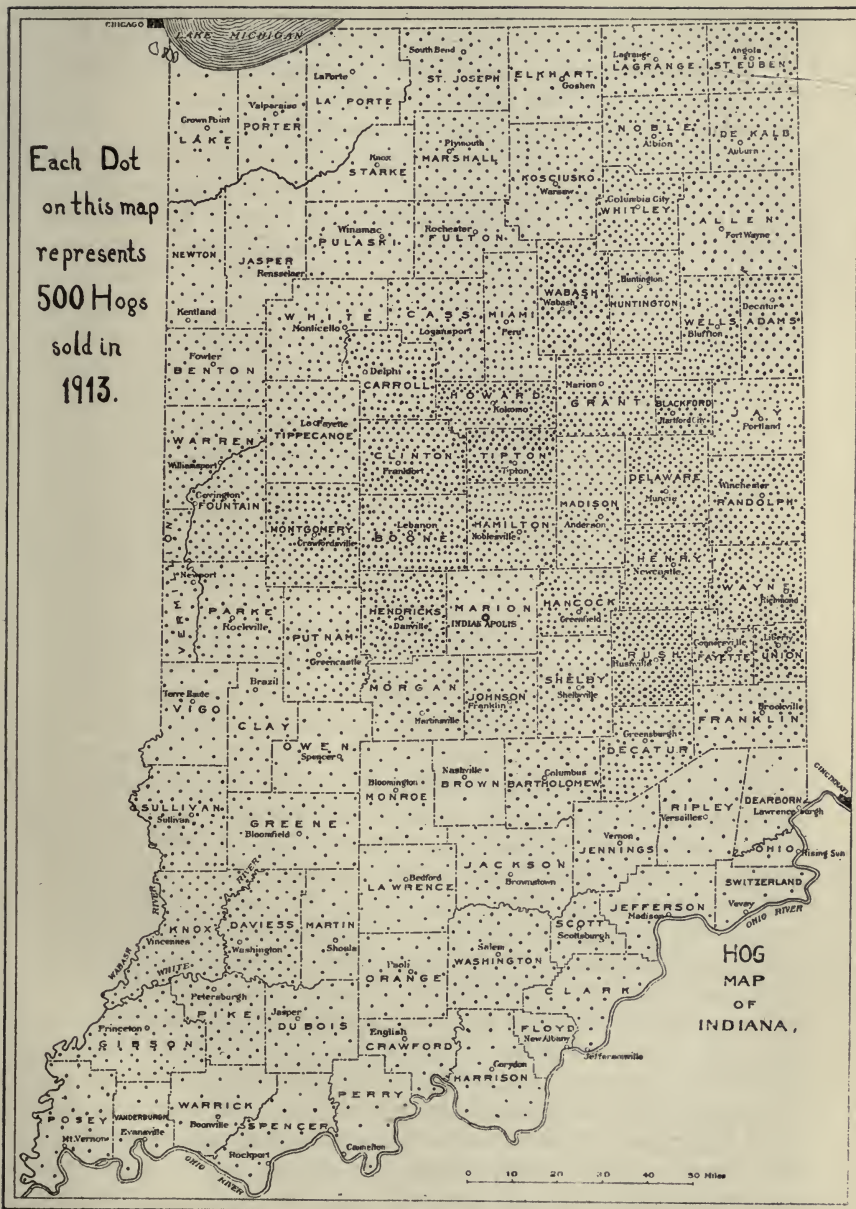 CHICAGO
LAKE MICHIGAN
Each Dot
on this map
represents
500 Hogs
sold in
1913.
South Bend
ST. JOSEPH
ELKHART
Goshen
Lagrange
LAGRANGE
Angola
STEUBEN
LaPorte
LA PORTE
Valparaiso
PORTER
Crown Point
LAKE
Knox
STARKE
Plymouth
MARSHALL
KOSCIUSKO
Warsaw
NOBLE
Albion
DE KALB
Auburn
Columbia City
WHITLEY
ALLEN
Fort Wayne
NEWTON
Kentland
JASPER
Rensselaer
Winamac
PULASKI
Rochester
FULTON
WHITE
Monticello
CASS
Logansport
MIAMI
Peru
WABASH
Wabash
Huntington
HUNTINGTON
WELLS
Bluffton
Decatur
ADAMS
Fowler
BENTON
Delphi
CARROLL
HOWARD
Kokomo
Marion
GRANT
BLACKFORD
Hartford City
JAY
Portland
WARREN
Williamsport
La Fayette
TIPPECANOE
CLINTON
Frankfort
TIPTON
Tipton
MADISON
Anderson
DELAWARE
Muncie
Winchester
RANDOLPH
Covington
FOUNTAIN
MONTGOMERY
Crawfordsville
Lebanon
BOONE
HAMILTON
Noblesville
HENRY
Newcastle
WAYNE
Richmond
VERMILLION
Newport
PARKE
Rockville
PUTNAM
Greencastle
HENDRICKS
Danville
MARION
INDIANAPOLIS
HANCOCK
Greenfield
RUSH
Rushville
Connersville
FAYETTE
Liberty
UNION
Terre Haute
VIGO
Brazil
CLAY
OWEN
Spencer
MORGAN
Martinsville
JOHNSON
Franklin
SHELBY
Shelbyville
Greensburgh
DECATUR
Brookville
FRANKLIN
SULLIVAN
Sullivan
GREENE
Bloomfield
Bloomington
MONROE
Nashville
BROWN
Columbus
BARTHOLOMEW
Vernon
JENNINGS
RIPLEY
Versailles
DEARBORN
Lawrenceburgh
CINCINNATI
OHIO
Rising Sun
SWITZERLAND
Vevay
OHIO RIVER
WABASH
RIVER
KNOX
Vincennes
WHITE
RIVER
DAVIESS
Washington
MARTIN
Shoals
Bedford
LAWRENCE
JACKSON
Brownstown
SCOTT
Scottsburgh
JEFFERSON
Madison
Paoli
ORANGE
Salem
WASHINGTON
CLARK
Jeffersonville
FLOYD
New Albany
Petersburgh
PIKE
Princeton
GIBSON
Jasper
DUBOIS
English
CRAWFORD
Corydon
HARRISON
POSEY
Mt. Vernon
VANDERBURGH
Evansville
WARRICK
Boonville
SPENCER
Rockport
PERRY
Cannelton
OHIO
RIVER
HOG
MAP
OF
INDIANA,
0 10 20 30 40 50 Miles